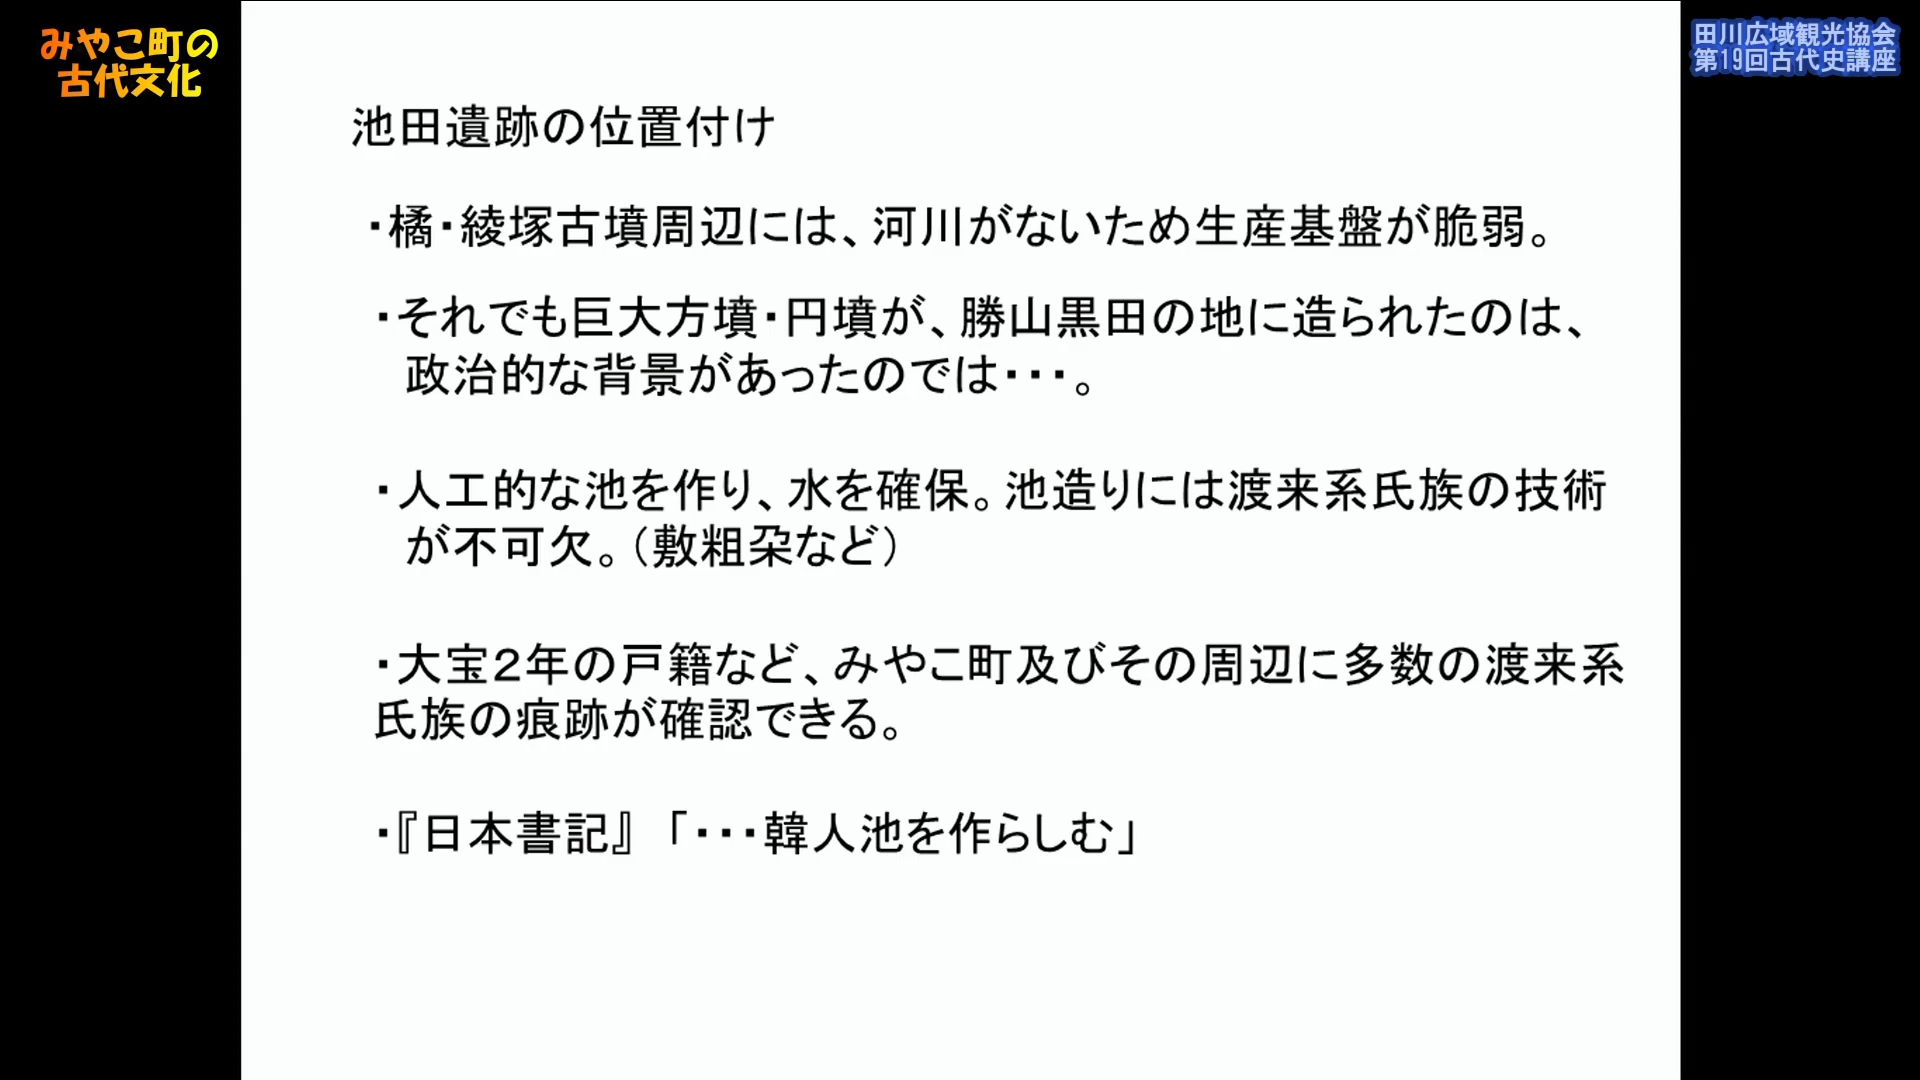 みやこ町の
古代文化
田川広域観光協会
第19回古代史講座
池田遺跡の位置付け
・橘・綾塚古墳周辺には、河川がないため生産基盤が脆弱。
・それでも巨大方墳・円墳が、勝山黒田の地に造られたのは、
政治的な背景があったのでは・・・。
・人工的な池を作り、水を確保。池造りには渡来系氏族の技術
が不可欠。（敷粗朶など）
・大宝２年の戸籍など、みやこ町及びその周辺に多数の渡来系
氏族の痕跡が確認できる。
・『日本書記』「・・・韓人池を作らしむ」